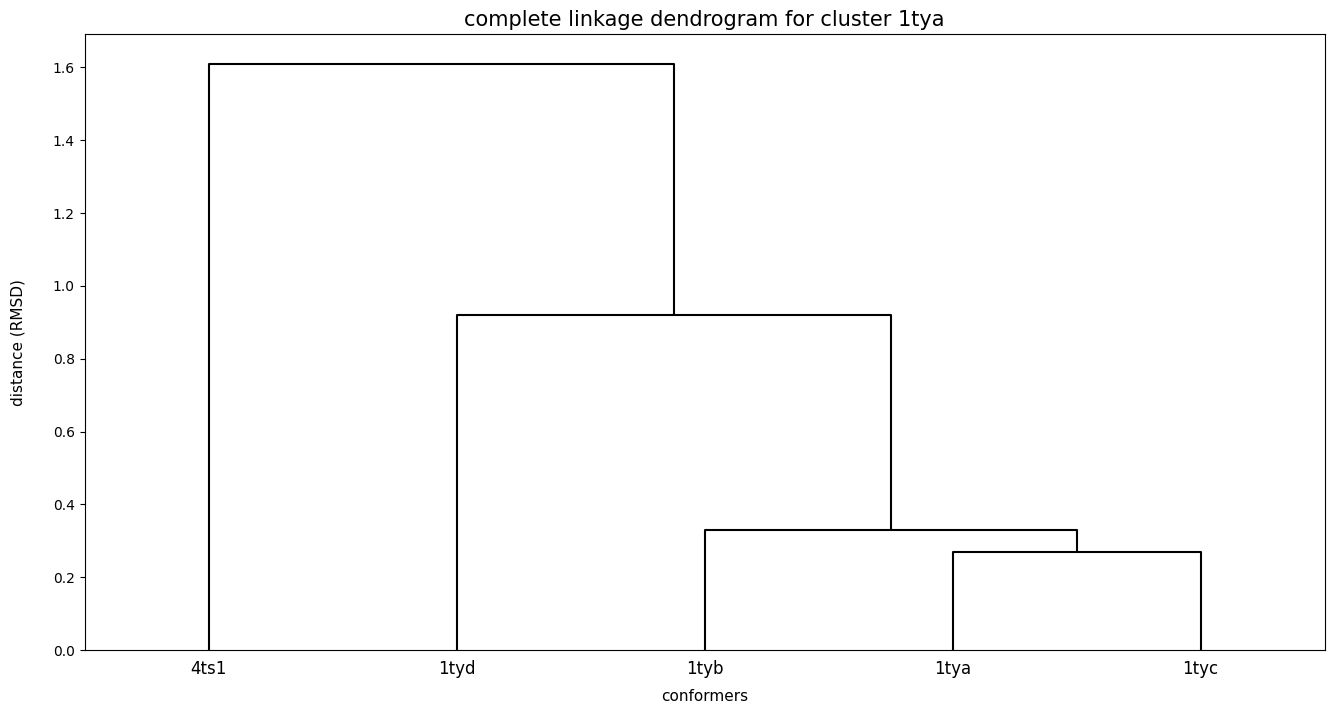 complete linkage dendrogram for cluster 1tya
1.6
1.4
1.2
1.0
0.8
0.6
0.4
0.2
0.0
distance (RMSD)
4ts1 1tyd 1tyb 1tya 1tyc
conformers